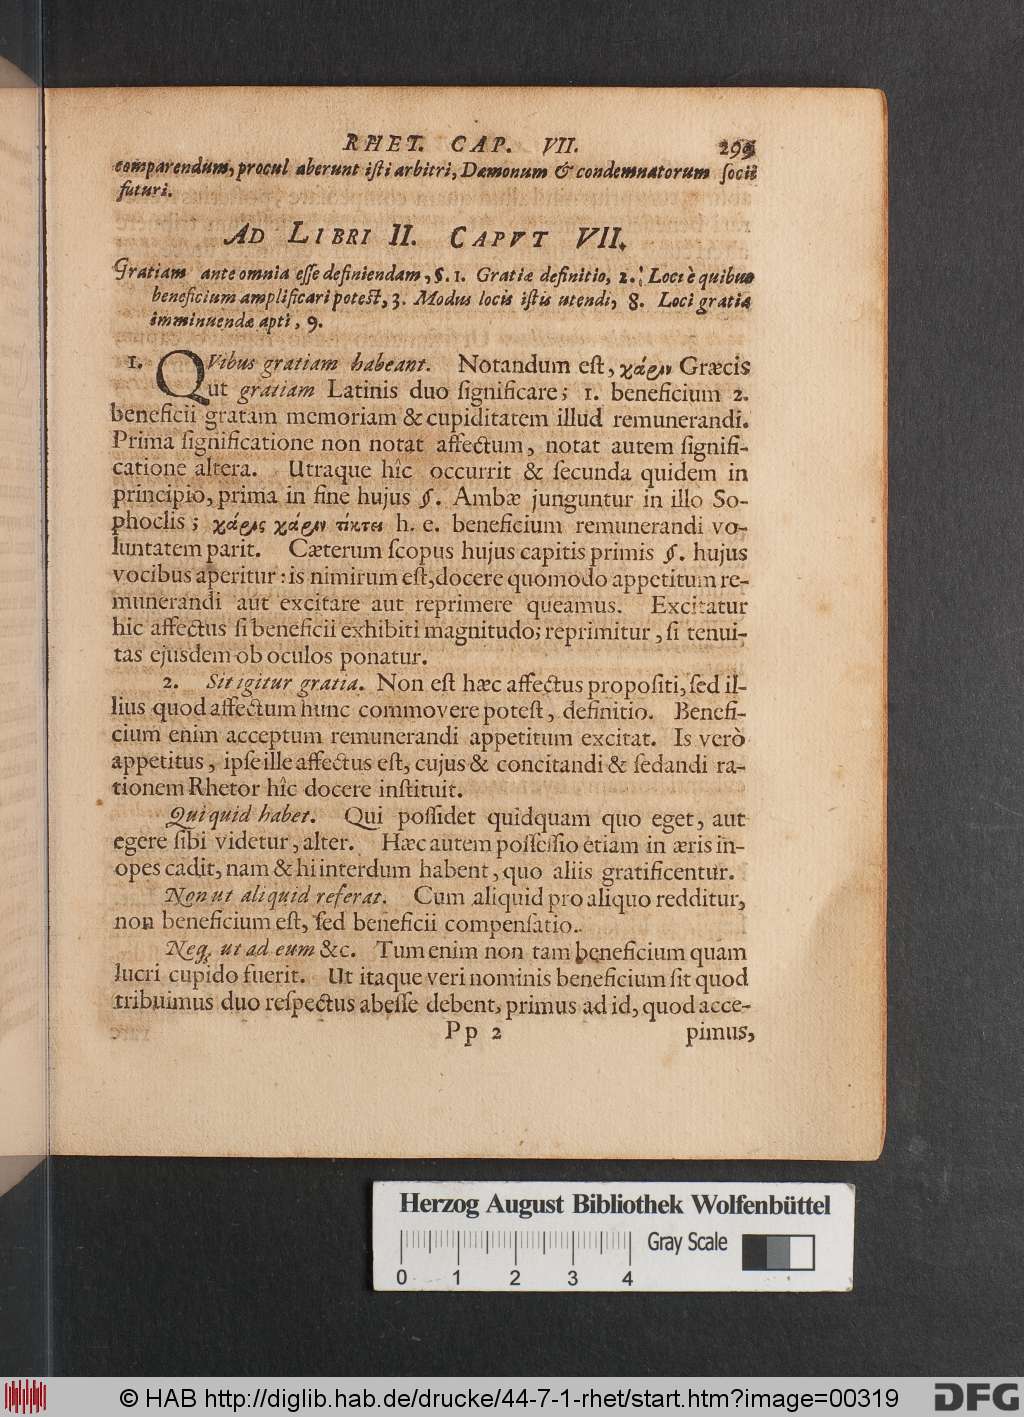 RHET. CAP. VII. 299
comparendum, procul aberunt iſti arbitri, Dæmonum & condemnatorum ſocii
futuri.
AD LIBRI II. CAPVT VII.
Gratiam ante omnia eſſe definiendam, §. 1. Gratiæ definitio, 2. Loci è quibus
beneficium amplificari poteſt, 3. Modus locis iſtis utendi, 8. Loci gratiæ
imminuendæ apti, 9.
1. QVibus gratiam habeant. Notandum eſt, χάριν Græcis
ut gratiam Latinis duo ſignificare; 1. beneficium 2.
beneficii gratam memoriam & cupiditatem illud remunerandi.
Prima ſignificatione non notat affectum, notat autem ſignifi-
catione altera. Utraque hîc occurrit & ſecunda quidem in
principio, prima in fine hujus §. Ambæ junguntur in illo So-
phoclis; χάρις χάριν τίκτει h. e. beneficium remunerandi vo-
luntatem parit. Cæterum ſcopus hujus capitis primis §. hujus
vocibus aperitur: is nimirum eſt, docere quomodo appetitum re-
munerandi aut excitare aut reprimere queamus. Excitatur
hic affectus ſi beneficii exhibiti magnitudo; reprimitur, ſi tenui-
tas ejusdem ob oculos ponatur.
2. Sit igitur gratia. Non eſt hæc affectus propoſiti, ſed il-
lius quod affectum hunc commovere poteſt, definitio. Benefi-
cium enim acceptum remunerandi appetitum excitat. Is verò
appetitus, ipſe ille affectus eſt, cujus & concitandi & ſedandi ra-
tionem Rhetor hîc docere inſtituit.
Qui quid habet. Qui poſſidet quidquam quo eget, aut
egere ſibi videtur, alter. Hæc autem poſſeſſio etiam in æris in-
opes cadit, nam & hi interdum habent, quo aliis gratificentur.
Non ut aliquid referat. Cum aliquid pro aliquo redditur,
non beneficium eſt, ſed beneficii compenſatio.
Neq; ut ad eum &c. Tum enim non tam beneficium quàm
lucri cupido fuerit. Ut itaque veri nominis beneficium ſit quod
tribuimus duo reſpectus abeſſe debent, primus ad id, quod acce-
Pp 2 pimus,
Herzog August Bibliothek Wolfenbüttel
Gray Scale
0 1 2 3 4
© HAB http://diglib.hab.de/drucke/44-7-1-rhet/start.htm?image=00319
DFG